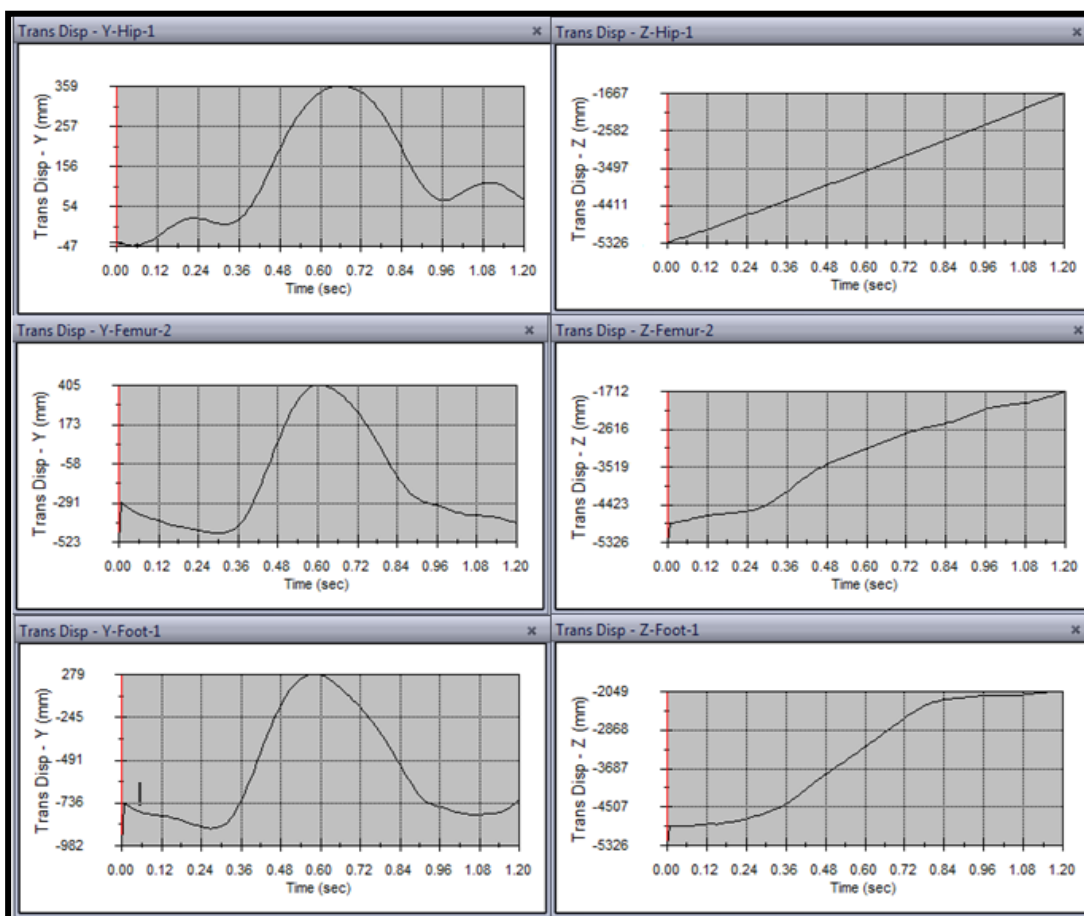 Trans Disp - Y-Hip-1
Trans Disp - Y (mm)
359
257
156
54
-47
0.00 0.12 0.24 0.36 0.48 0.60 0.72 0.84 0.96 1.08 1.20
Time (sec)
Trans Disp - Z-Hip-1
Trans Disp - Z (mm)
-1667
-2582
-3497
-4411
-5326
0.00 0.12 0.24 0.36 0.48 0.60 0.72 0.84 0.96 1.08 1.20
Time (sec)
Trans Disp - Y-Femur-2
Trans Disp - Y (mm)
405
173
-58
-291
-523
0.00 0.12 0.24 0.36 0.48 0.60 0.72 0.84 0.96 1.08 1.20
Time (sec)
Trans Disp - Z-Femur-2
Trans Disp - Z (mm)
-1712
-2616
-3519
-4423
-5326
0.00 0.12 0.24 0.36 0.48 0.60 0.72 0.84 0.96 1.08 1.20
Time (sec)
Trans Disp - Y-Foot-1
Trans Disp - Y (mm)
279
-245
-491
-736
-982
0.00 0.12 0.24 0.36 0.48 0.60 0.72 0.84 0.96 1.08 1.20
Time (sec)
Trans Disp - Z-Foot-1
Trans Disp - Z (mm)
-2049
-2868
-3687
-4507
-5326
0.00 0.12 0.24 0.36 0.48 0.60 0.72 0.84 0.96 1.08 1.20
Time (sec)